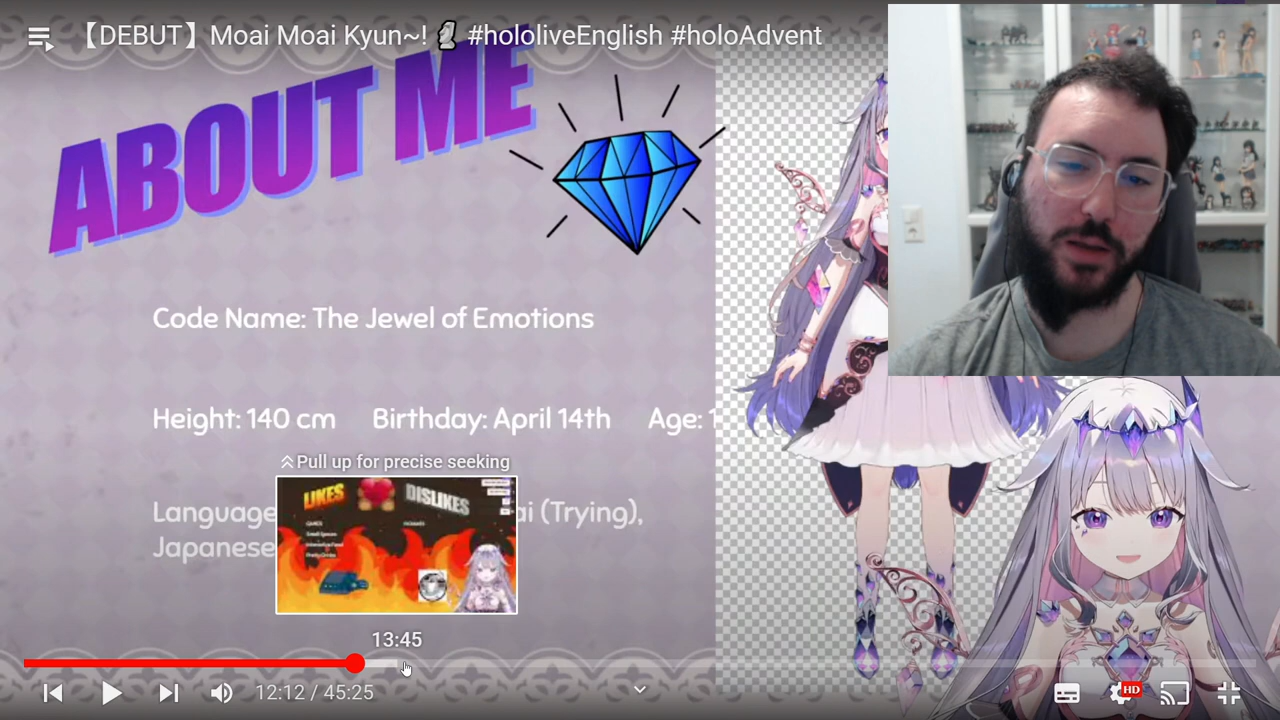 【DEBUT】Moai Moai Kyun~! 🗿 #hololiveEnglish #holoAdvent
ABOUT ME
Code Name: The Jewel of Emotions
Height: 140 cm Birthday: April 14th Age: 1
Pull up for precise seeking
Language ai (Trying),
Japanese
LIKES DISLIKES
13:45
12:12 / 45:25
HD